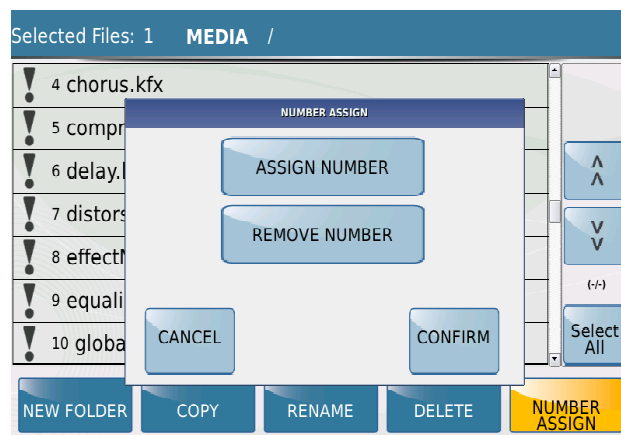 Selected Files: 1 MEDIA /
4 chorus.kfx
NUMBER ASSIGN
5 compr
ASSIGN NUMBER
6 delay.
7 distors
REMOVE NUMBER
8 effect
(-/-)
9 equali
10 globa
CANCEL
CONFIRM
Select
All
NEW FOLDER
COPY
RENAME
DELETE
NUMBER
ASSIGN